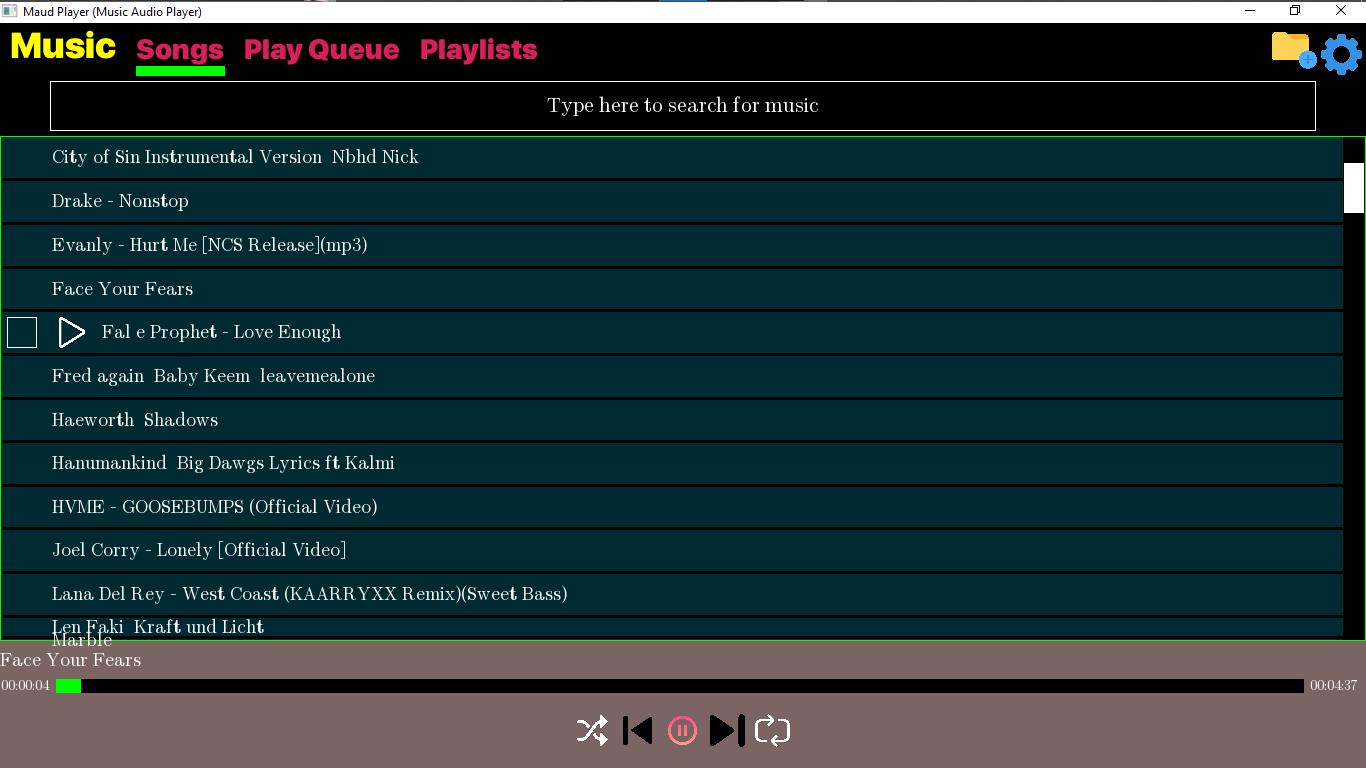 Maud Player (Music Audio Player)
Music Songs Play Queue Playlists
Type here to search for music
City of Sin Instrumental Version  Nbhd Nick
Drake - Nonstop
Evanly - Hurt Me [NCS Release](mp3)
Face Your Fears
Fal e Prophet - Love Enough
Fred again  Baby Keem  leavemealone
Haeworth  Shadows
Hanumankind  Big Dawgs Lyrics ft Kalmi
HVME - GOOSEBUMPS (Official Video)
Joel Corry - Lonely [Official Video]
Lana Del Rey - West Coast (KAARRYXX Remix)(Sweet Bass)
Len Faki  Kraft und Licht
Marble
Face Your Fears
00:00:04 00:04:37